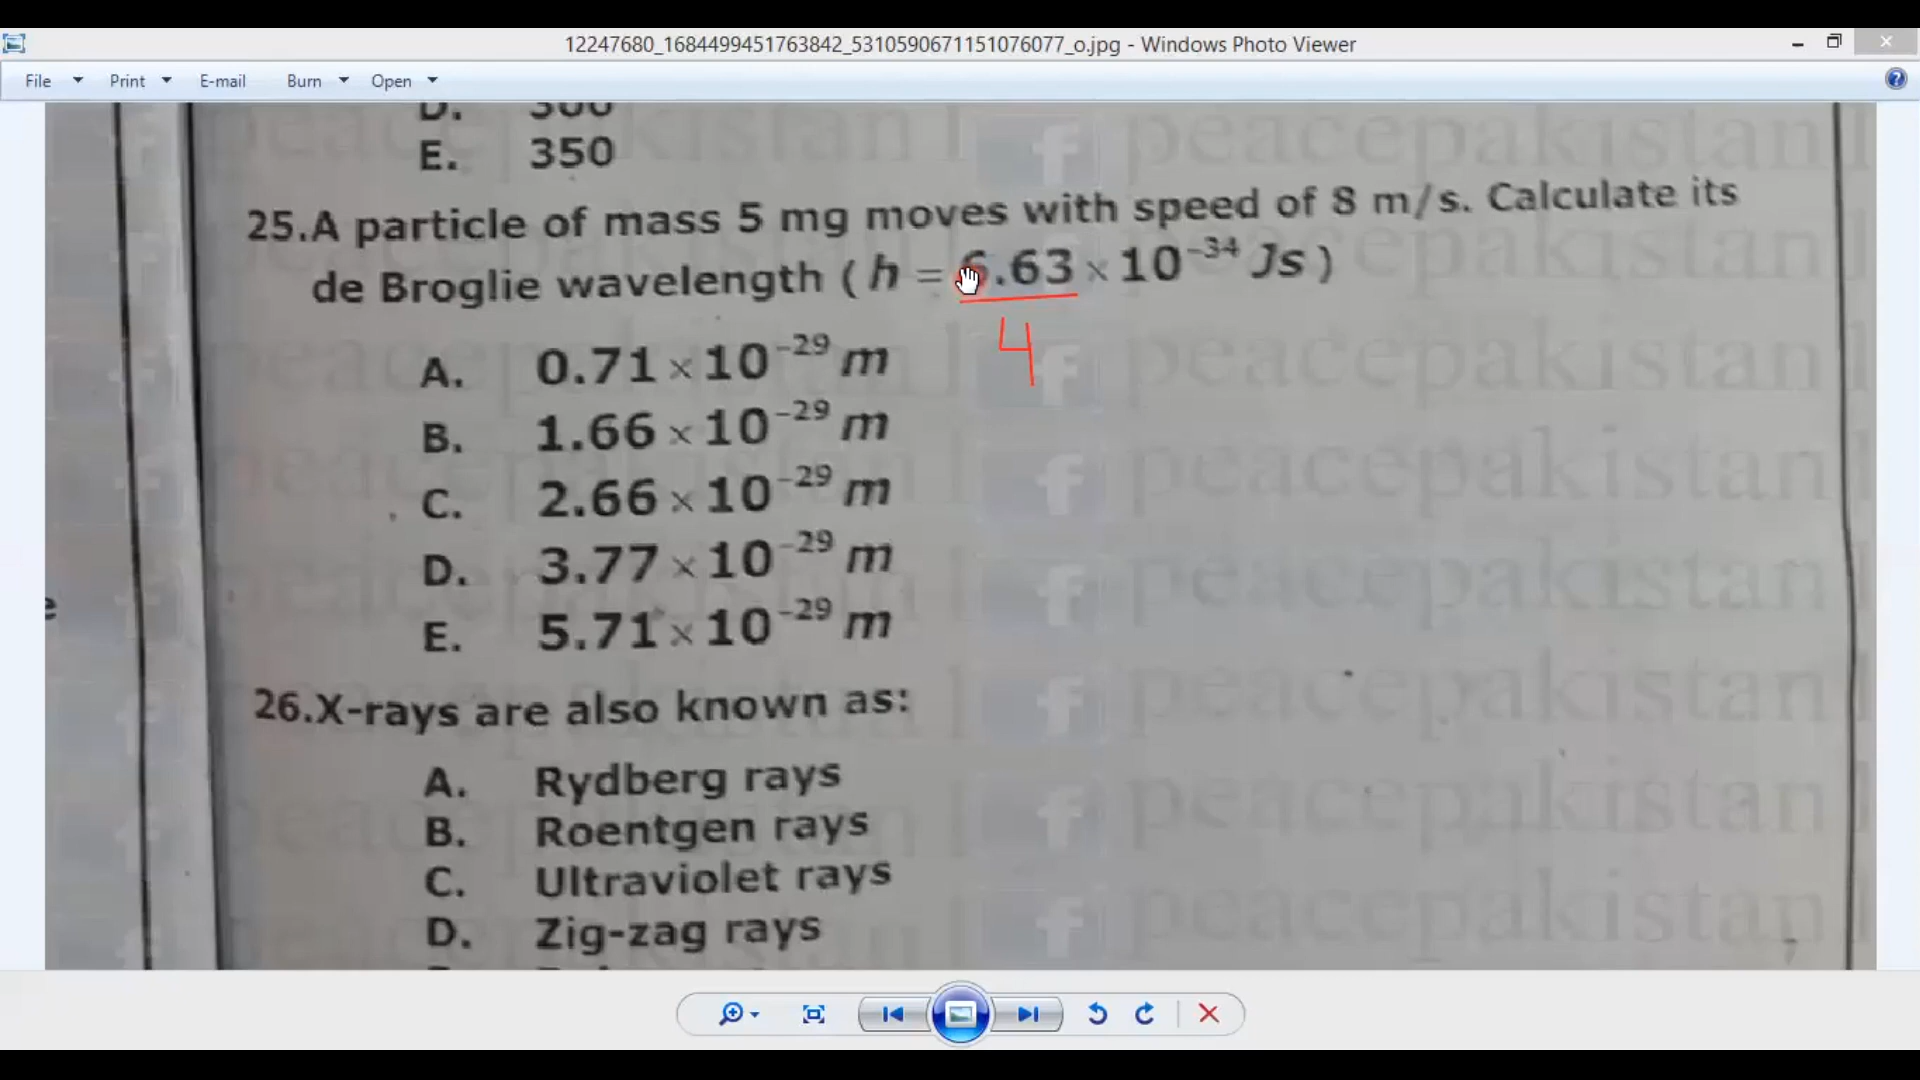 12247680_1684499451763842_5310590671151076077_o.jpg - Windows Photo Viewer
File Print E-mail Burn Open
D. 300
E. 350
25.A particle of mass 5 mg moves with speed of 8 m/s. Calculate its
de Broglie wavelength ( h = 6.63 × 10⁻³⁴ Js )
4
A. 0.71 × 10⁻²⁹ m
B. 1.66 × 10⁻²⁹ m
C. 2.66 × 10⁻²⁹ m
D. 3.77 × 10⁻²⁹ m
E. 5.71 × 10⁻²⁹ m
26.X-rays are also known as:
A. Rydberg rays
B. Roentgen rays
C. Ultraviolet rays
D. Zig-zag rays
peacepakistan